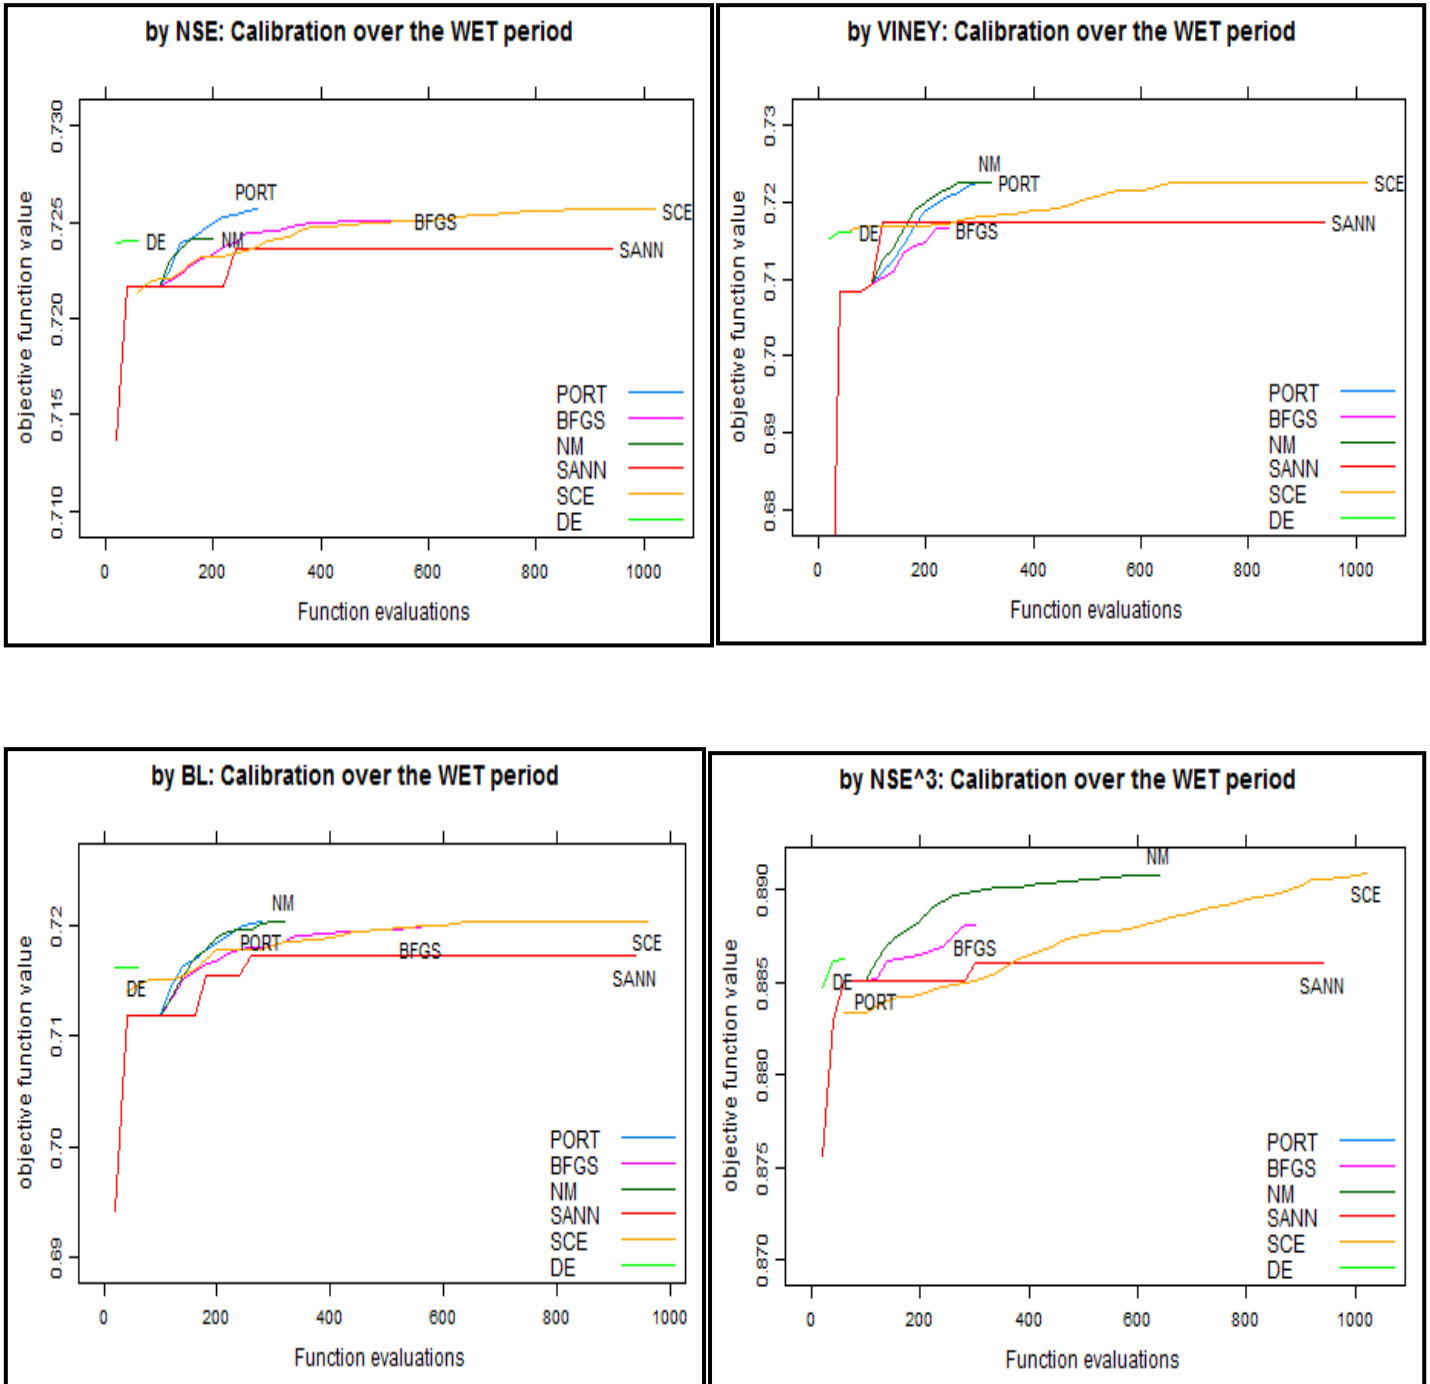 by NSE: Calibration over the WET period
objective function value
0.730
0.725
0.720
0.715
0.710
PORT
DE
NM
BFGS
SCE
SANN
PORT
BFGS
NM
SANN
SCE
DE
0 200 400 600 800 1000
Function evaluations
by VINEY: Calibration over the WET period
objective function value
0.73
0.72
0.71
0.70
0.69
0.68
NM
PORT
SCE
DE
BFGS
SANN
PORT
BFGS
NM
SANN
SCE
DE
0 200 400 600 800 1000
Function evaluations
by BL: Calibration over the WET period
objective function value
0.72
0.71
0.70
0.69
NM
PORT
BFGS
SCE
DE
SANN
PORT
BFGS
NM
SANN
SCE
DE
0 200 400 600 800 1000
Function evaluations
by NSE^3: Calibration over the WET period
objective function value
0.890
0.885
0.880
0.875
0.870
NM
SCE
BFGS
DE
PORT
SANN
PORT
BFGS
NM
SANN
SCE
DE
0 200 400 600 800 1000
Function evaluations